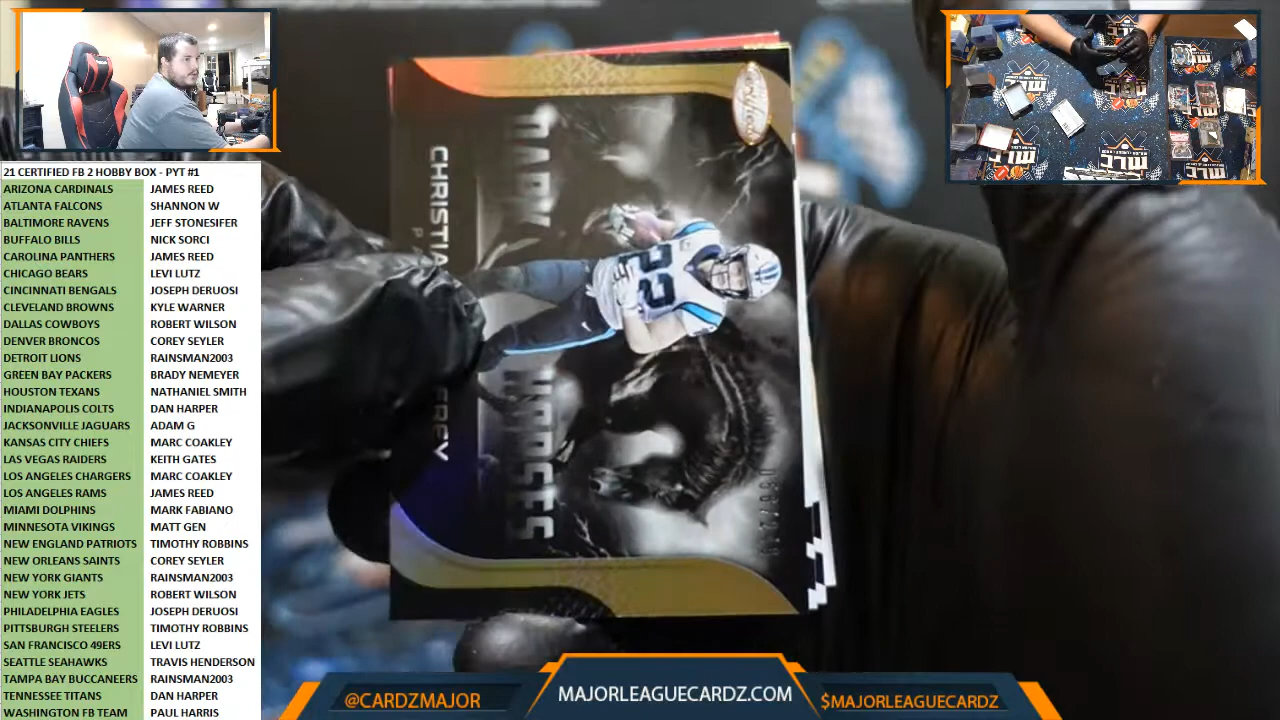 21 CERTIFIED FB 2 HOBBY BOX - PYT #1
ARIZONA CARDINALS JAMES REED
ATLANTA FALCONS SHANNON W
BALTIMORE RAVENS JEFF STONESIFER
BUFFALO BILLS NICK SORCI
CAROLINA PANTHERS JAMES REED
CHICAGO BEARS LEVI LUTZ
CINCINNATI BENGALS JOSEPH DERUOSI
CLEVELAND BROWNS KYLE WARNER
DALLAS COWBOYS ROBERT WILSON
DENVER BRONCOS COREY SEYLER
DETROIT LIONS RAINSMAN2003
GREEN BAY PACKERS BRADY NEMEYER
HOUSTON TEXANS NATHANIEL SMITH
INDIANAPOLIS COLTS DAN HARPER
JACKSONVILLE JAGUARS ADAM G
KANSAS CITY CHIEFS MARC COAKLEY
LAS VEGAS RAIDERS KEITH GATES
LOS ANGELES CHARGERS MARC COAKLEY
LOS ANGELES RAMS JAMES REED
MIAMI DOLPHINS MARK FABIANO
MINNESOTA VIKINGS MATT GEN
NEW ENGLAND PATRIOTS TIMOTHY ROBBINS
NEW ORLEANS SAINTS COREY SEYLER
NEW YORK GIANTS RAINSMAN2003
NEW YORK JETS ROBERT WILSON
PHILADELPHIA EAGLES JOSEPH DERUOSI
PITTSBURGH STEELERS TIMOTHY ROBBINS
SAN FRANCISCO 49ERS LEVI LUTZ
SEATTLE SEAHAWKS TRAVIS HENDERSON
TAMPA BAY BUCCANEERS RAINSMAN2003
TENNESSEE TITANS DAN HARPER
WASHINGTON FB TEAM PAUL HARRIS
Certified
DARK HORSES
22
@CARDZMAJOR
MAJORLEAGUECARDZ.COM
$MAJORLEAGUECARDZ